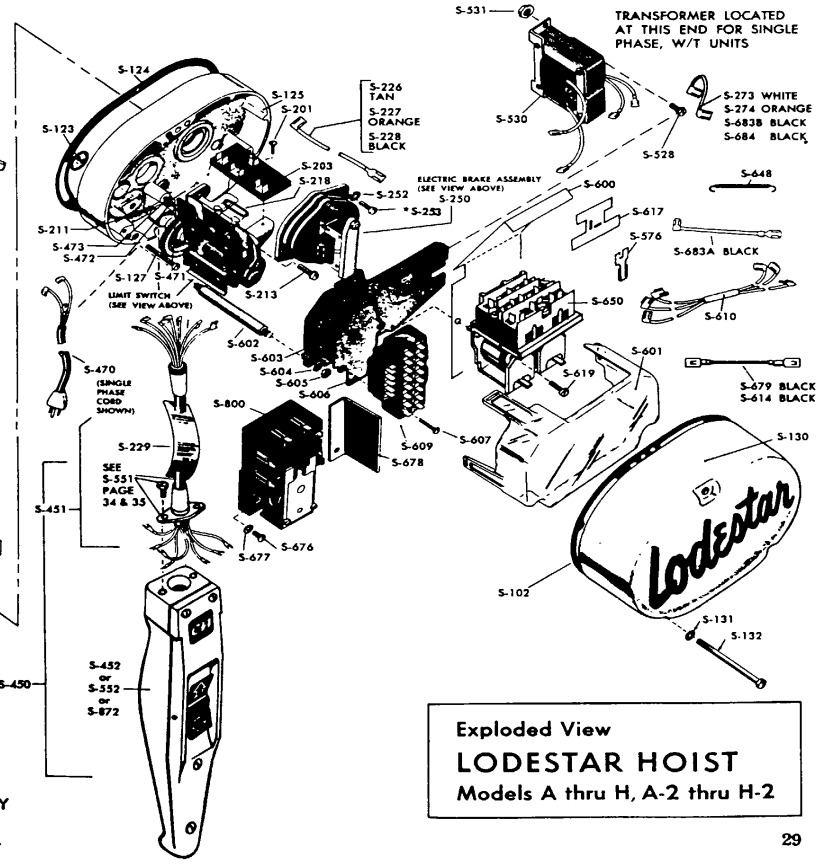 S-531
TRANSFORMER LOCATED
AT THIS END FOR SINGLE
PHASE, W/T UNITS
S-124
S-125
S-201
S-226
TAN
S-227
ORANGE
S-228
BLACK
S-530
S-528
S-273 WHITE
S-274 ORANGE
S-683B BLACK
S-684 BLACK
S-123
S-203
S-218
ELECTRIC BRAKE ASSEMBLY
(SEE VIEW ABOVE)
S-252
S-250
* S-253
S-600
S-648
S-617
S-576
S-683A BLACK
S-211
S-473
S-472
S-127
S-471
S-213
LIMIT SWITCH
(SEE VIEW ABOVE)
S-602
S-650
S-610
S-603
S-604
S-605
S-606
S-601
S-619
S-679 BLACK
S-614 BLACK
S-470
(SINGLE
PHASE
CORD
SHOWN)
S-800
S-609
S-607
S-678
S-130
S-229
SEE
S-551
PAGE
34 & 35
S-451
S-677
S-676
Lodestar
S-102
S-131
S-132
S-450
S-452
or
S-552
or
S-872
Exploded View
LODESTAR HOIST
Models A thru H, A-2 thru H-2
Y
29